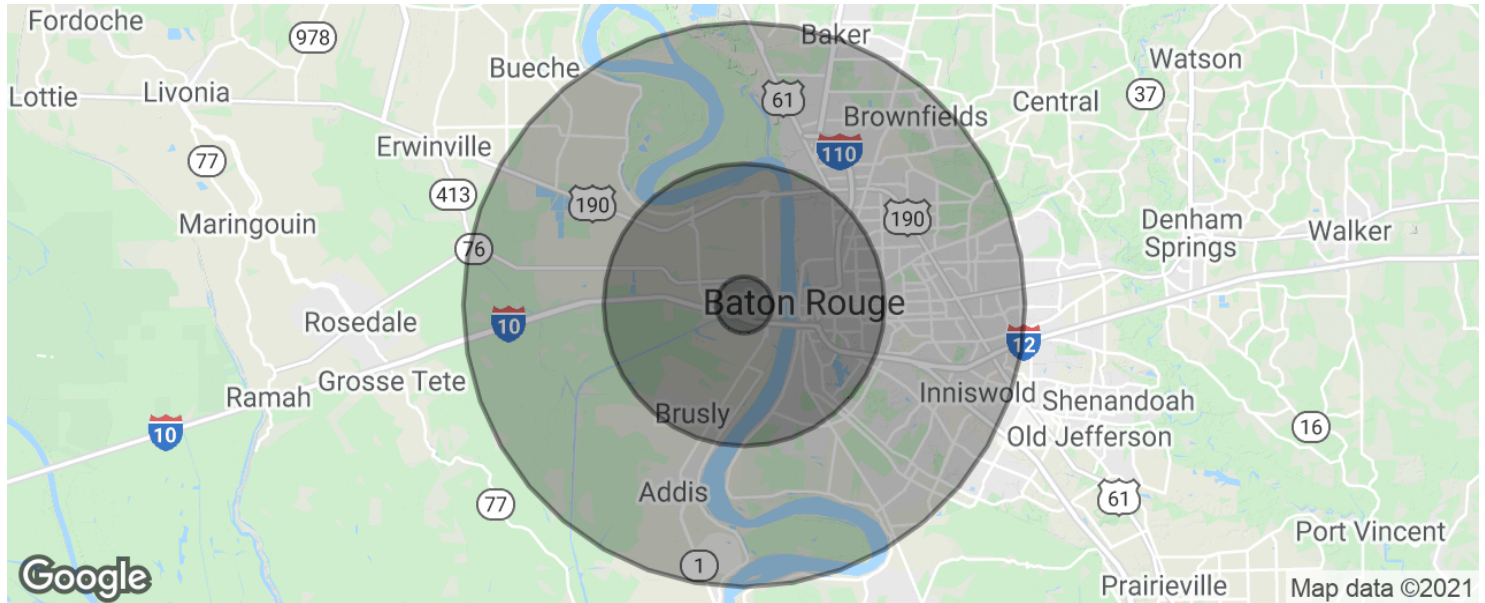 Fordoche
978
Baker
Bueche
Watson
Lottie
Livonia
61
37
Central
Brownfields
Erwinville
110
77
413
190
190
Maringouin
Denham
Springs
Walker
76
Baton Rouge
Rosedale
10
12
Grosse Tete
Ramah
Inniswold
Shenandoah
Brusly
10
Old Jefferson
16
Addis
77
61
Port Vincent
1
Google
Prairieville
Map data ©2021